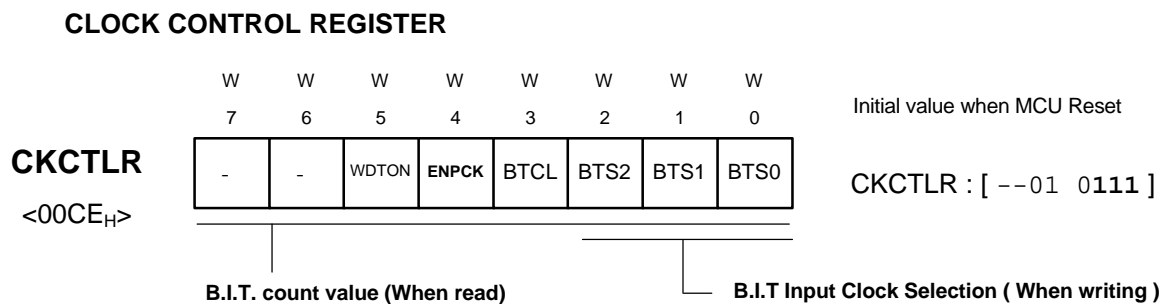 CLOCK CONTROL REGISTER
W W W W W W W W
7 6 5 4 3 2 1 0
Initial value when MCU Reset
CKCTLR
- - WDTON ENPCK BTCL BTS2 BTS1 BTS0
CKCTLR : [ --01 0111 ]
<00CEH>
B.I.T. count value (When read)
B.I.T Input Clock Selection ( When writing )